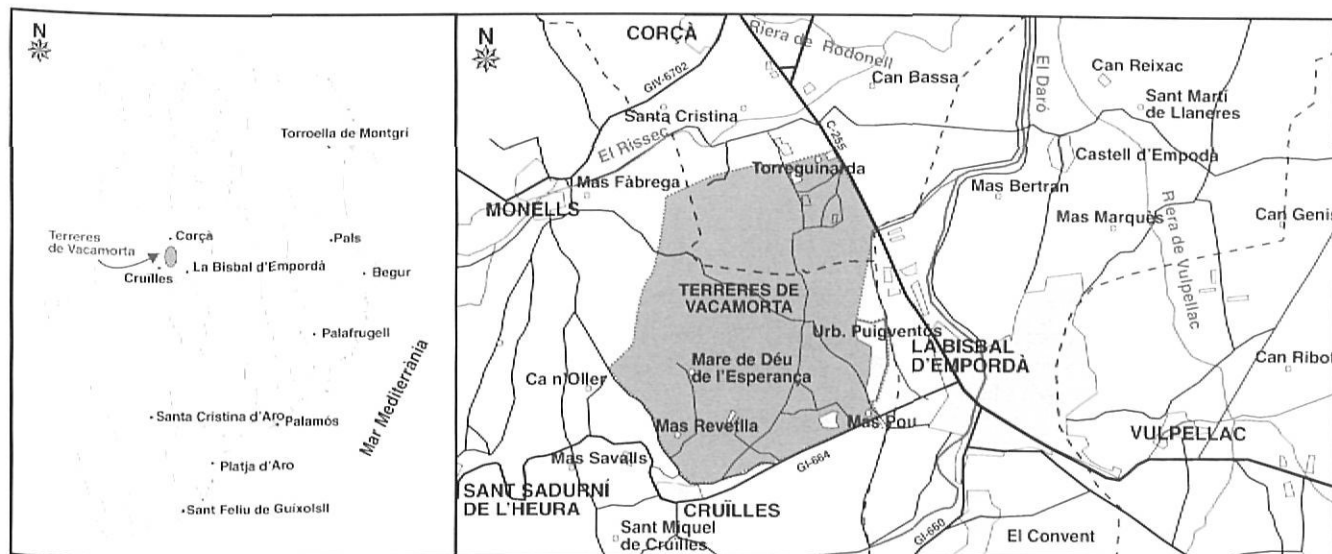 N
Torroella de Montgrí
Terreres
de Vacamorta
Corçà
Pals
Cruïlles
La Bisbal d'Empordà
Begur
Palafrugell
Mar Mediterrània
Santa Cristina d'Aro
Palamós
Platja d'Aro
Sant Feliu de Guíxolsll
N
CORÇÀ
Riera de Rodonell
GIV-6702
Can Bassa
El Daró
Can Reixac
Sant Martí
de Llaneres
Santa Cristina
El Rissec
C-255
Torreguinarda
Castell d'Empodà
Mas Fàbrega
MONELLS
Mas Bertran
Mas Marquès
Riera de Vulpellac
Can Genis
TERRERES DE
VACAMORTA
Urb. Puigventós
LA BISBAL
D'EMPORDÀ
Mare de Déu
de l'Esperança
Ca n'Oller
Can Ribot
Mas Revetlla
Mas Pou
VULPELLAC
Mas Savalls
GI-664
SANT SADURNÍ
DE L'HEURA
CRUÏLLES
Sant Miquel
de Cruïlles
GI-660
El Convent